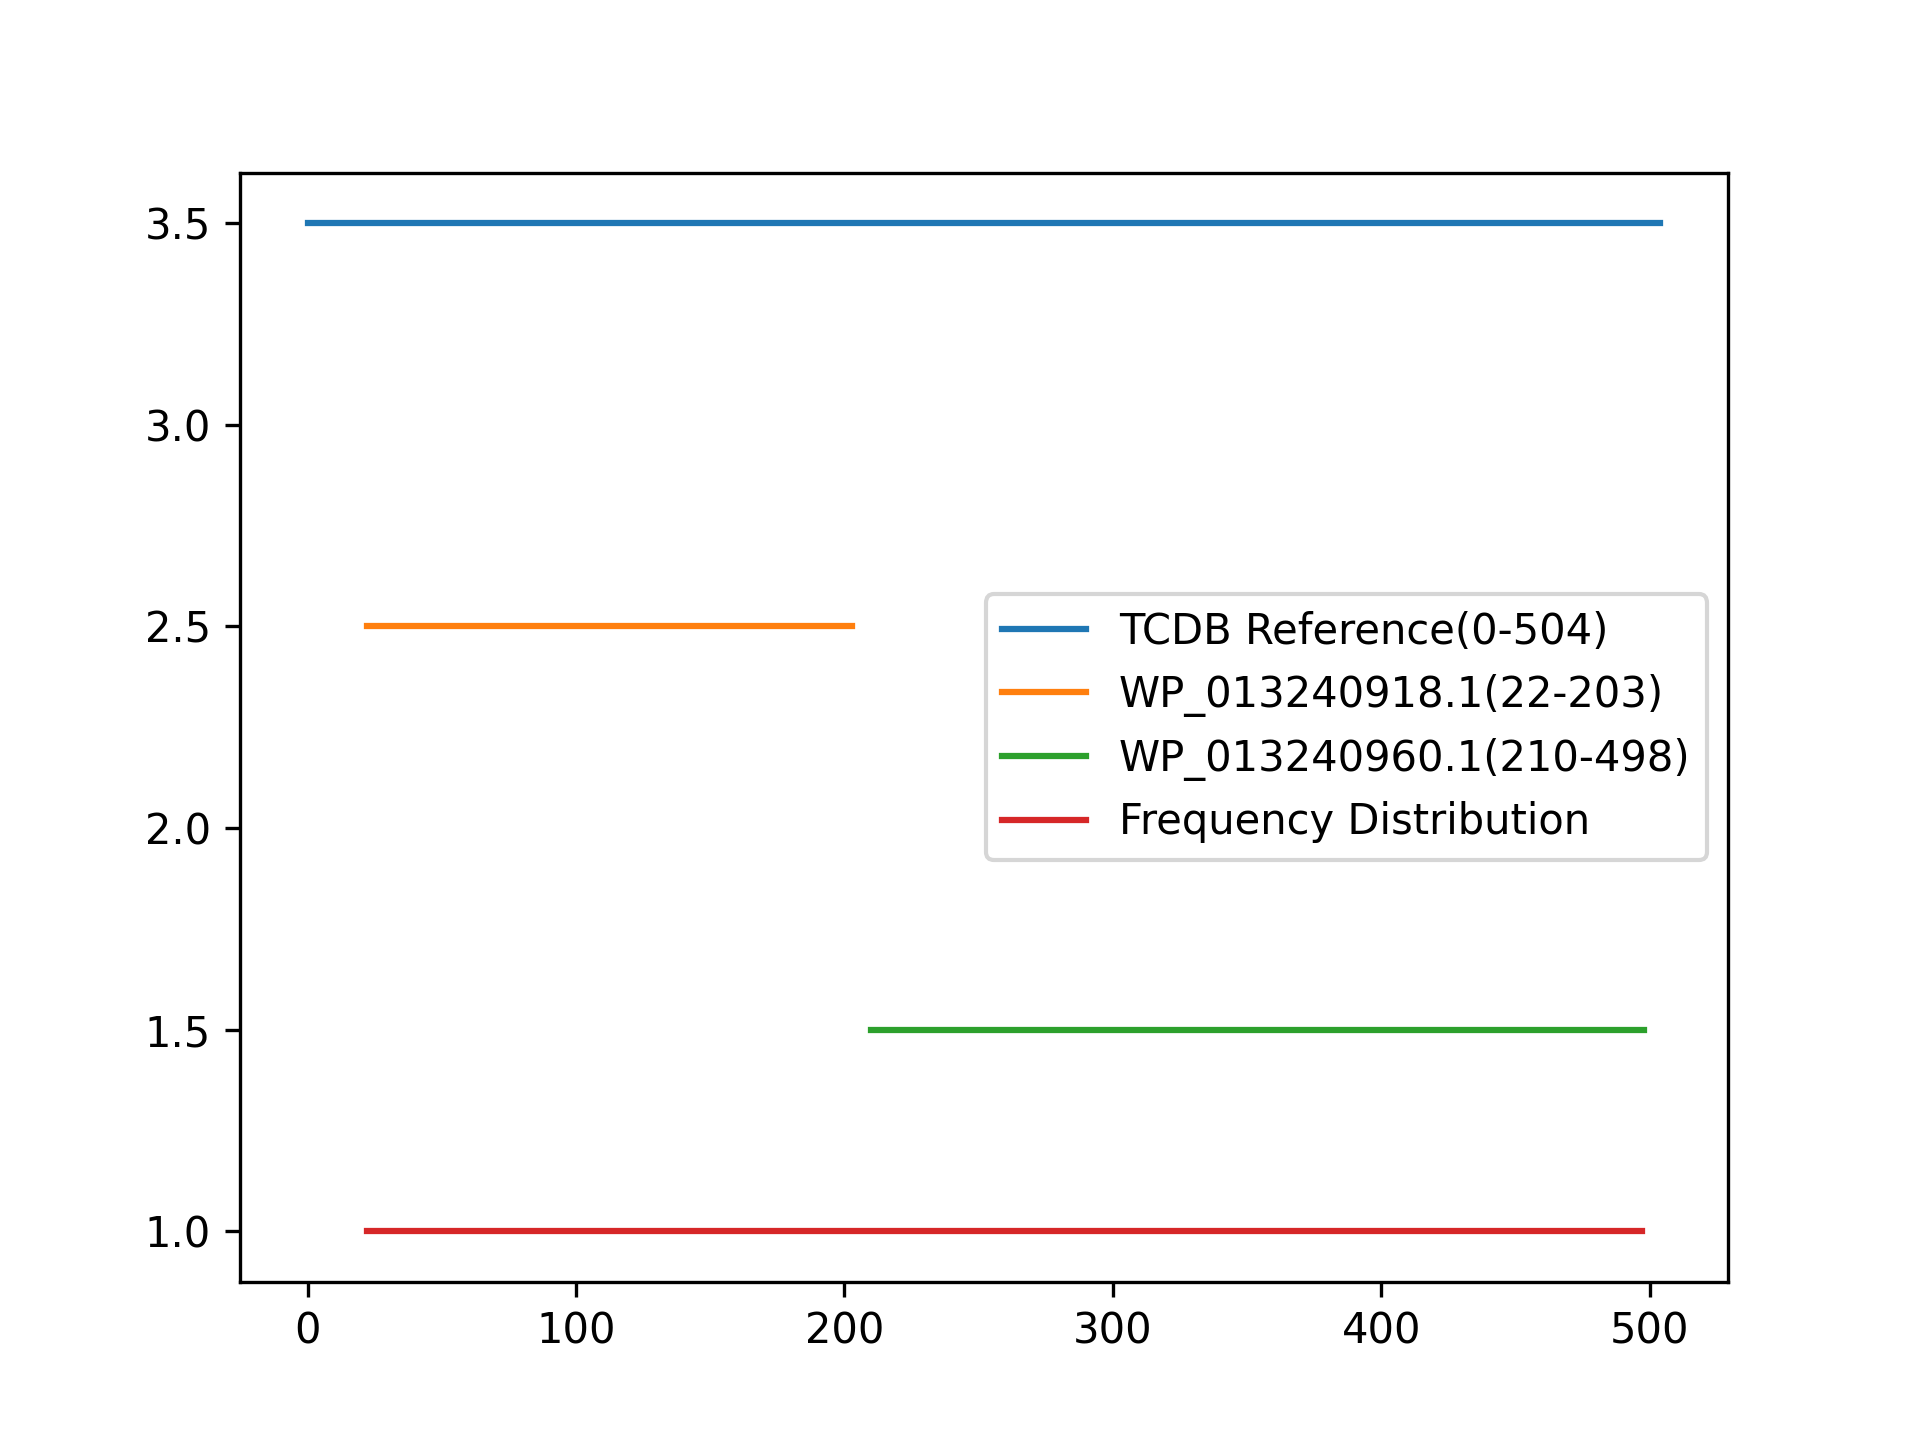 3.5
3.0
2.5
2.0
1.5
1.0
TCDB Reference(0-504)
WP_013240918.1(22-203)
WP_013240960.1(210-498)
Frequency Distribution
0 100 200 300 400 500